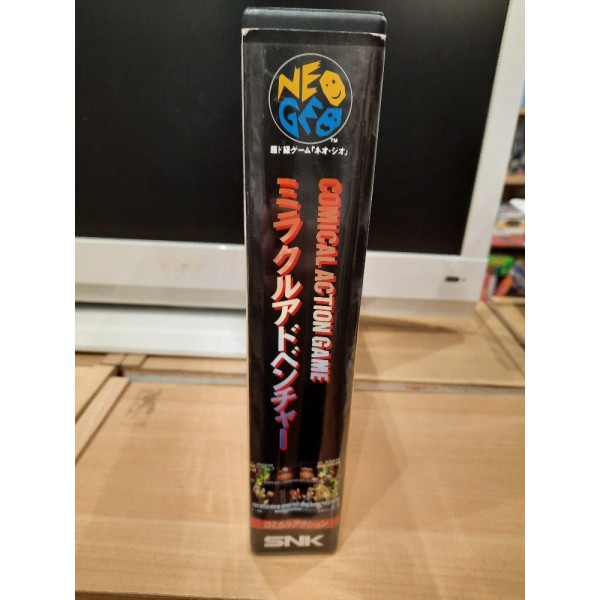 NEO
GEO
TM
超ド級ゲーム「ネオ・ジオ」
COMICAL ACTION GAME
ミラクルアドベンチャー
コミカルアクション
SNK